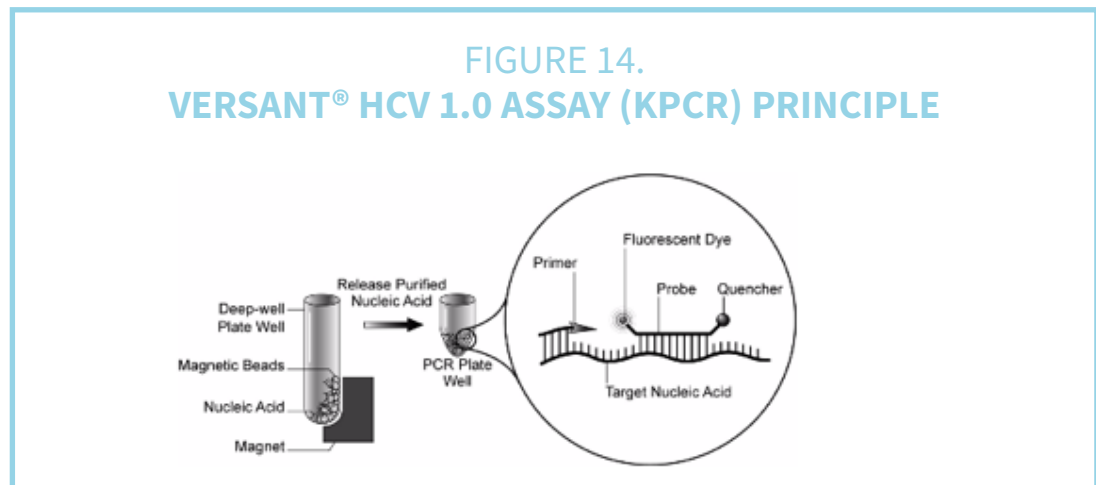 FIGURE 14.
VERSANT® HCV 1.0 ASSAY (KPCR) PRINCIPLE
Deep-well
Plate Well
Magnetic Beads
Nucleic Acid
Magnet
Release Purified
Nucleic Acid
PCR Plate
Well
Fluorescent Dye
Primer
Probe
Quencher
Target Nucleic Acid